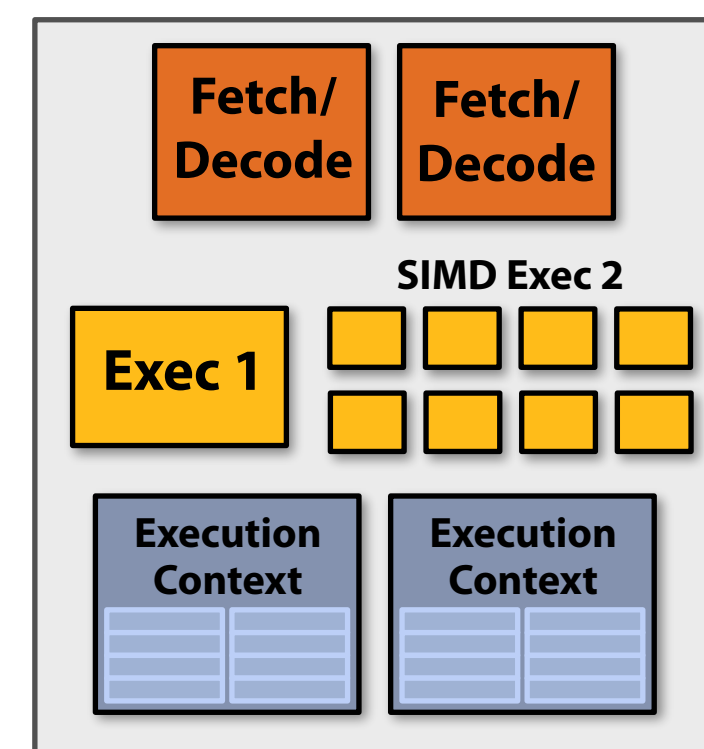 Fetch/
Decode
Fetch/
Decode
SIMD Exec 2
Exec 1
Execution
Context
Execution
Context